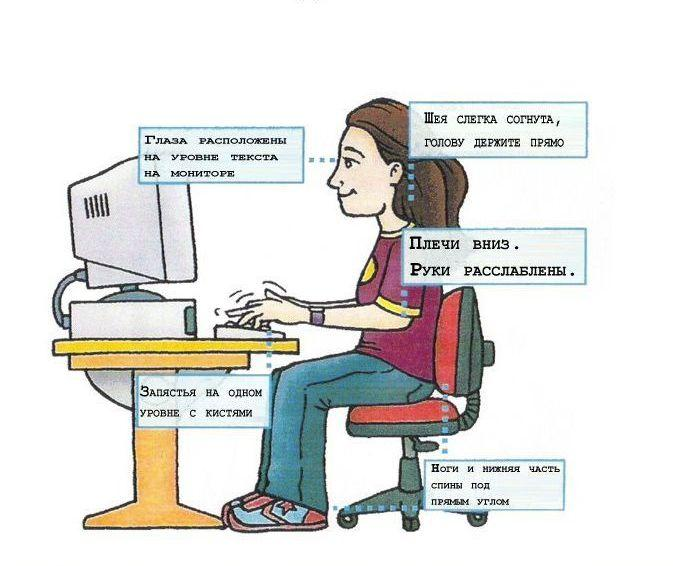 Шея слегка согнута,
голову держите прямо
Глаза расположены
на уровне текста
на мониторе
Плечи вниз.
Руки расслаблены.
Запястья на одном
уровне с кистями
Ноги и нижняя часть
спины под
прямым углом